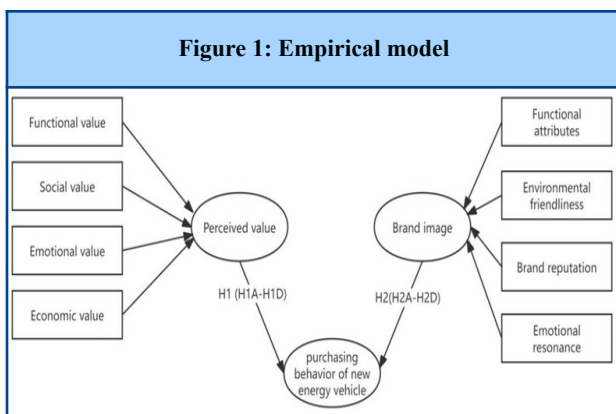 Figure 1: Empirical model
Functional value
Social value
Emotional value
Economic value
Perceived value
H1 (H1A-H1D)
Functional
attributes
Environmental
friendliness
Brand reputation
Emotional
resonance
Brand image
H2(H2A-H2D)
purchasing
behavior of new
energy vehicle